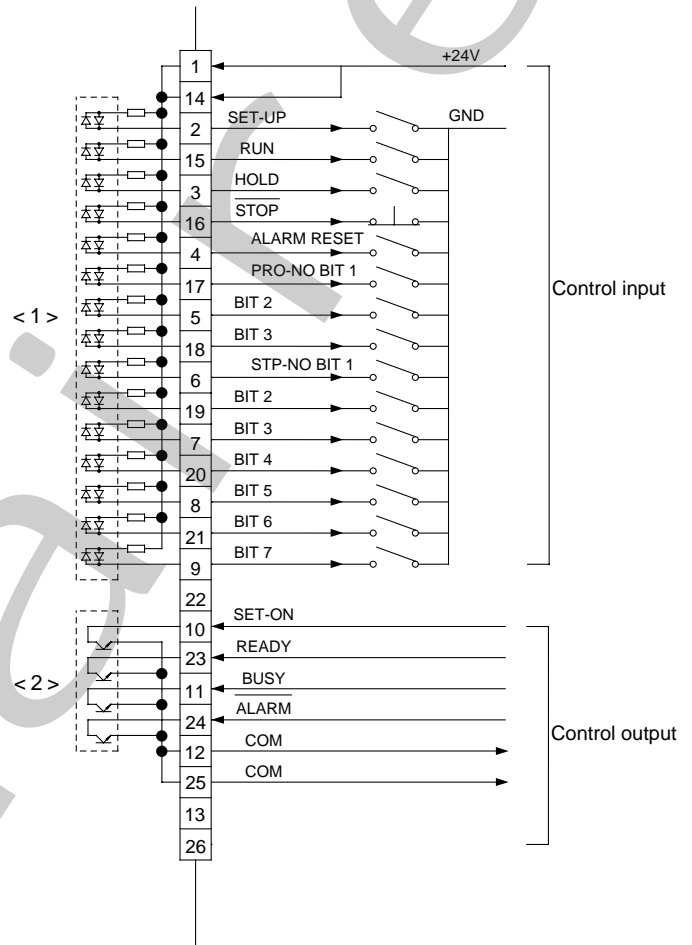 +24V
1
14
GND
2 SET-UP
15 RUN
3 HOLD
16 STOP
4 ALARM RESET
17 PRO-NO BIT 1
Control input
5 BIT 2
< 1 >
18 BIT 3
6 STP-NO BIT 1
19 BIT 2
7 BIT 3
20 BIT 4
8 BIT 5
21 BIT 6
9 BIT 7
22
10 SET-ON
23 READY
< 2 >
11 BUSY
24 ALARM
Control output
12 COM
25 COM
13
26